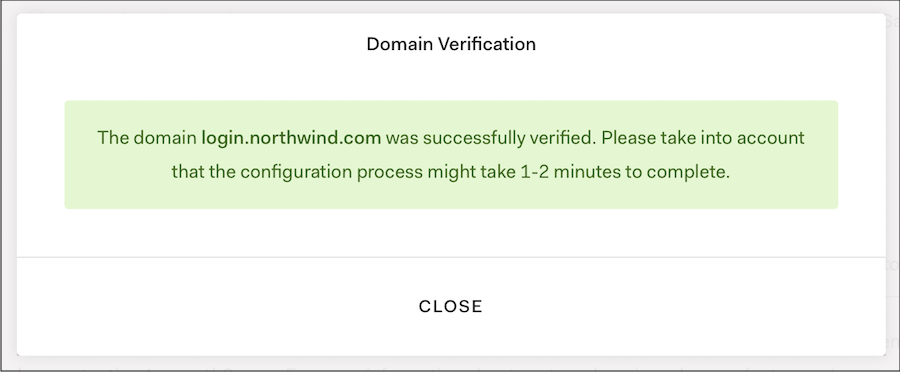 Domain Verification
The domain login.northwind.com was successfully verified. Please take into account
that the configuration process might take 1-2 minutes to complete.
CLOSE